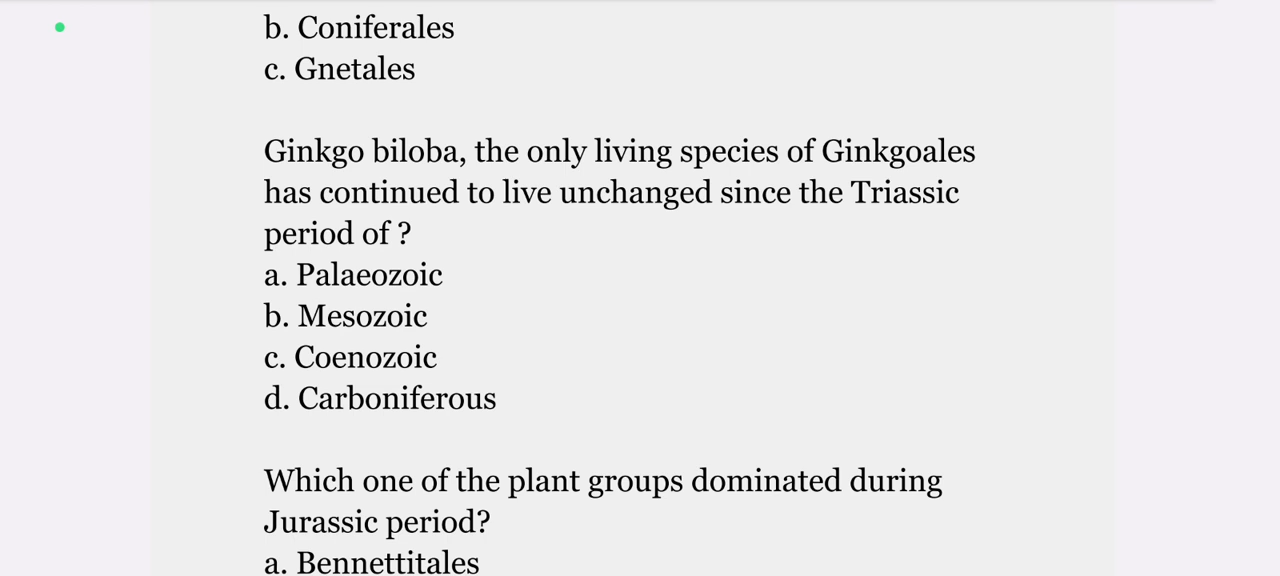 b. Coniferales
c. Gnetales
Ginkgo biloba, the only living species of Ginkgoales
has continued to live unchanged since the Triassic
period of ?
a. Palaeozoic
b. Mesozoic
c. Coenozoic
d. Carboniferous
Which one of the plant groups dominated during
Jurassic period?
a. Bennettitales